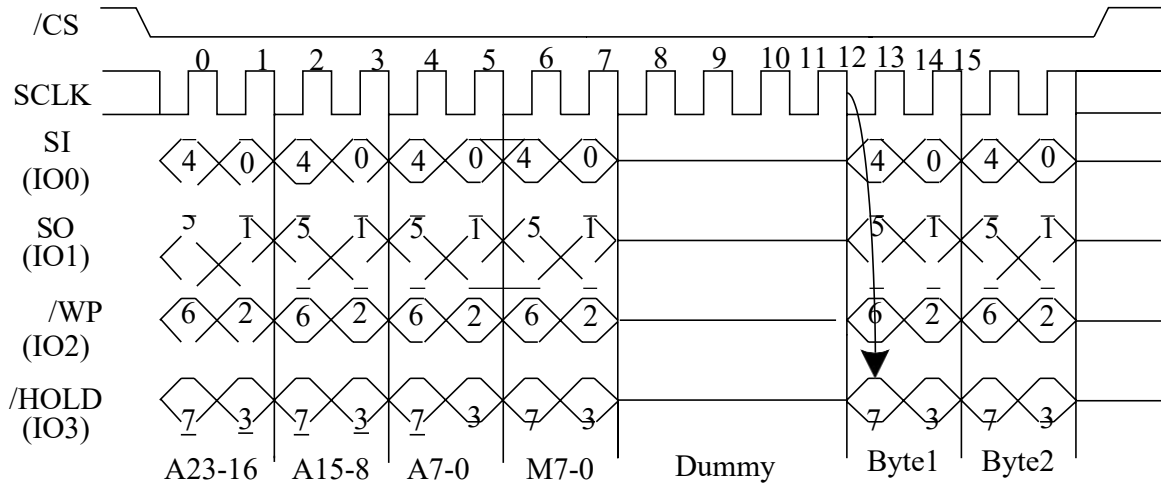 /CS
0 1 2 3 4 5 6 7 8 9 10 11 12 13 14 15
SCLK
SI
(IO0)
4 0 4 0 4 0 4 0 4 0 4 0
SO
(IO1)
5 1 5 1 5 1 5 1 5 1 5 1
/WP
(IO2)
6 2 6 2 6 2 6 2 6 2 6 2
/HOLD
(IO3)
7 3 7 3 7 3 7 3 7 3 7 3
A23-16 A15-8 A7-0 M7-0 Dummy Byte1 Byte2